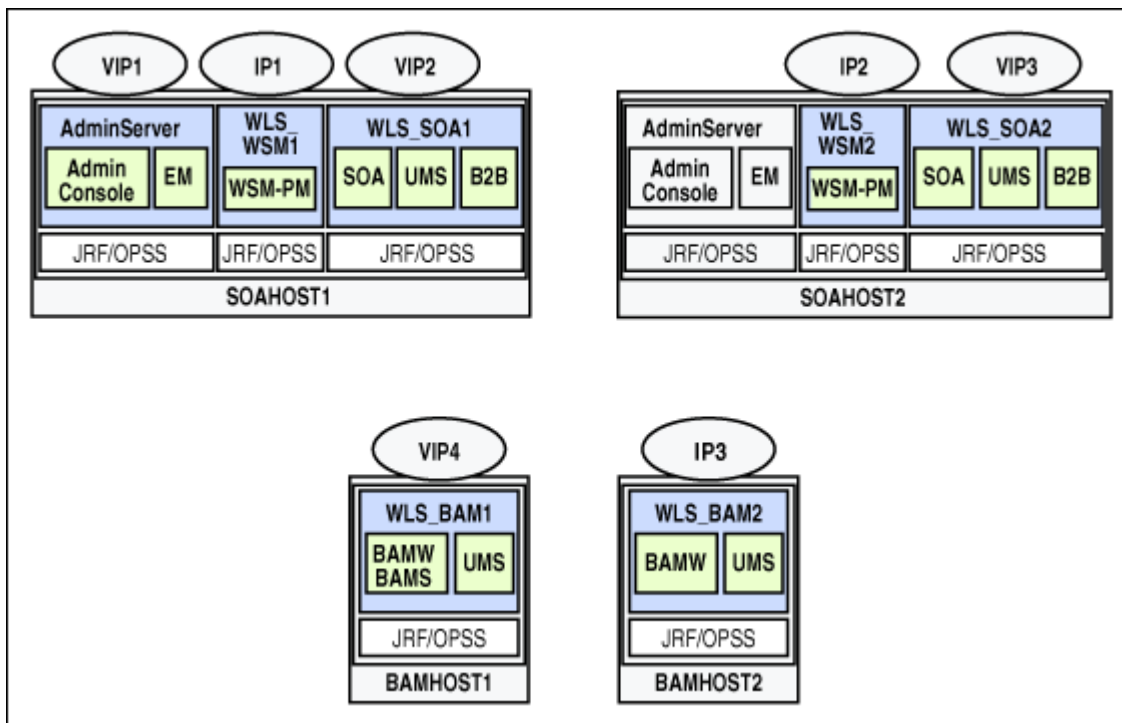 VIP1
IP1
VIP2
AdminServer
Admin
Console
EM
WLS_
WSM1
WSM-PM
WLS_SOA1
SOA
UMS
B2B
JRF/OPSS
JRF/OPSS
JRF/OPSS
SOAHOST1
IP2
VIP3
AdminServer
Admin
Console
EM
WLS_
WSM2
WSM-PM
WLS_SOA2
SOA
UMS
B2B
JRF/OPSS
JRF/OPSS
JRF/OPSS
SOAHOST2
VIP4
WLS_BAM1
BAMW
BAMS
UMS
JRF/OPSS
BAMHOST1
IP3
WLS_BAM2
BAMW
UMS
JRF/OPSS
BAMHOST2